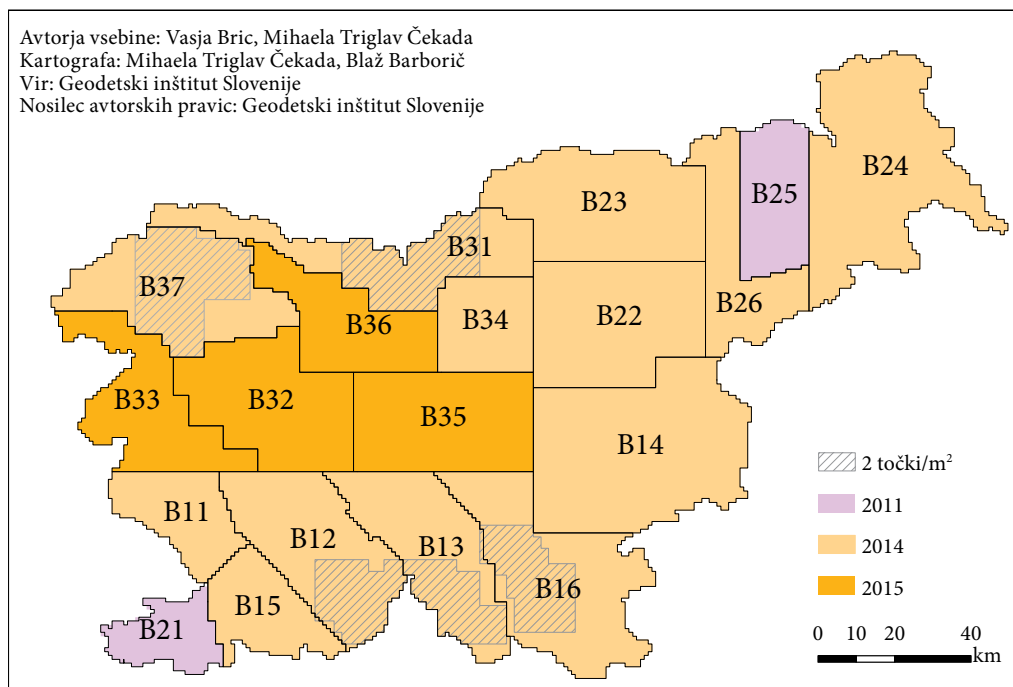 Avtorja vsebine: Vasja Bric, Mihaela Triglav Čekada
Kartografa: Mihaela Triglav Čekada, Blaž Barborič
Vir: Geodetski inštitut Slovenije
Nosilec avtorskih pravic: Geodetski inštitut Slovenije
B24
B25
B23
B31
B37
B26
B22
B36
B34
B33
B32
B35
B14
B11
B12
B13
B16
B15
B21
2 točki/m²
2011
2014
2015
0 10 20 40
km